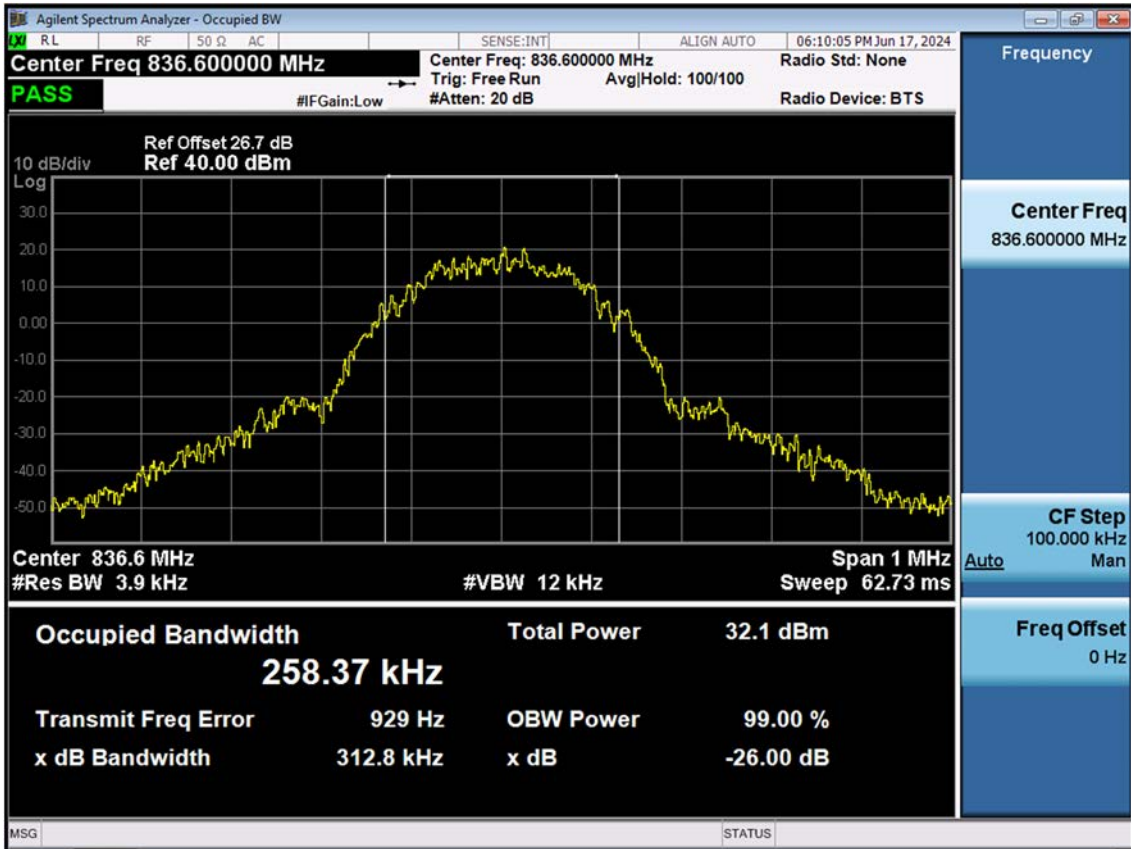 Agilent Spectrum Analyzer - Occupied BW
LXI RL RF 50 Ω AC SENSE:INT ALIGN AUTO 06:10:05 PM Jun 17, 2024
Center Freq 836.600000 MHz
Center Freq: 836.600000 MHz
Radio Std: None
Trig: Free Run Avg|Hold: 100/100
PASS
#IFGain:Low
#Atten: 20 dB
Radio Device: BTS
Ref Offset 26.7 dB
10 dB/div Ref 40.00 dBm
Log
30.0
20.0
10.0
0.00
-10.0
-20.0
-30.0
-40.0
-50.0
Center 836.6 MHz Span 1 MHz
#Res BW 3.9 kHz #VBW 12 kHz Sweep 62.73 ms
Occupied Bandwidth Total Power 32.1 dBm
258.37 kHz
Transmit Freq Error 929 Hz OBW Power 99.00 %
x dB Bandwidth 312.8 kHz x dB -26.00 dB
MSG STATUS
Frequency
Center Freq
836.600000 MHz
CF Step
100.000 kHz
Auto Man
Freq Offset
0 Hz